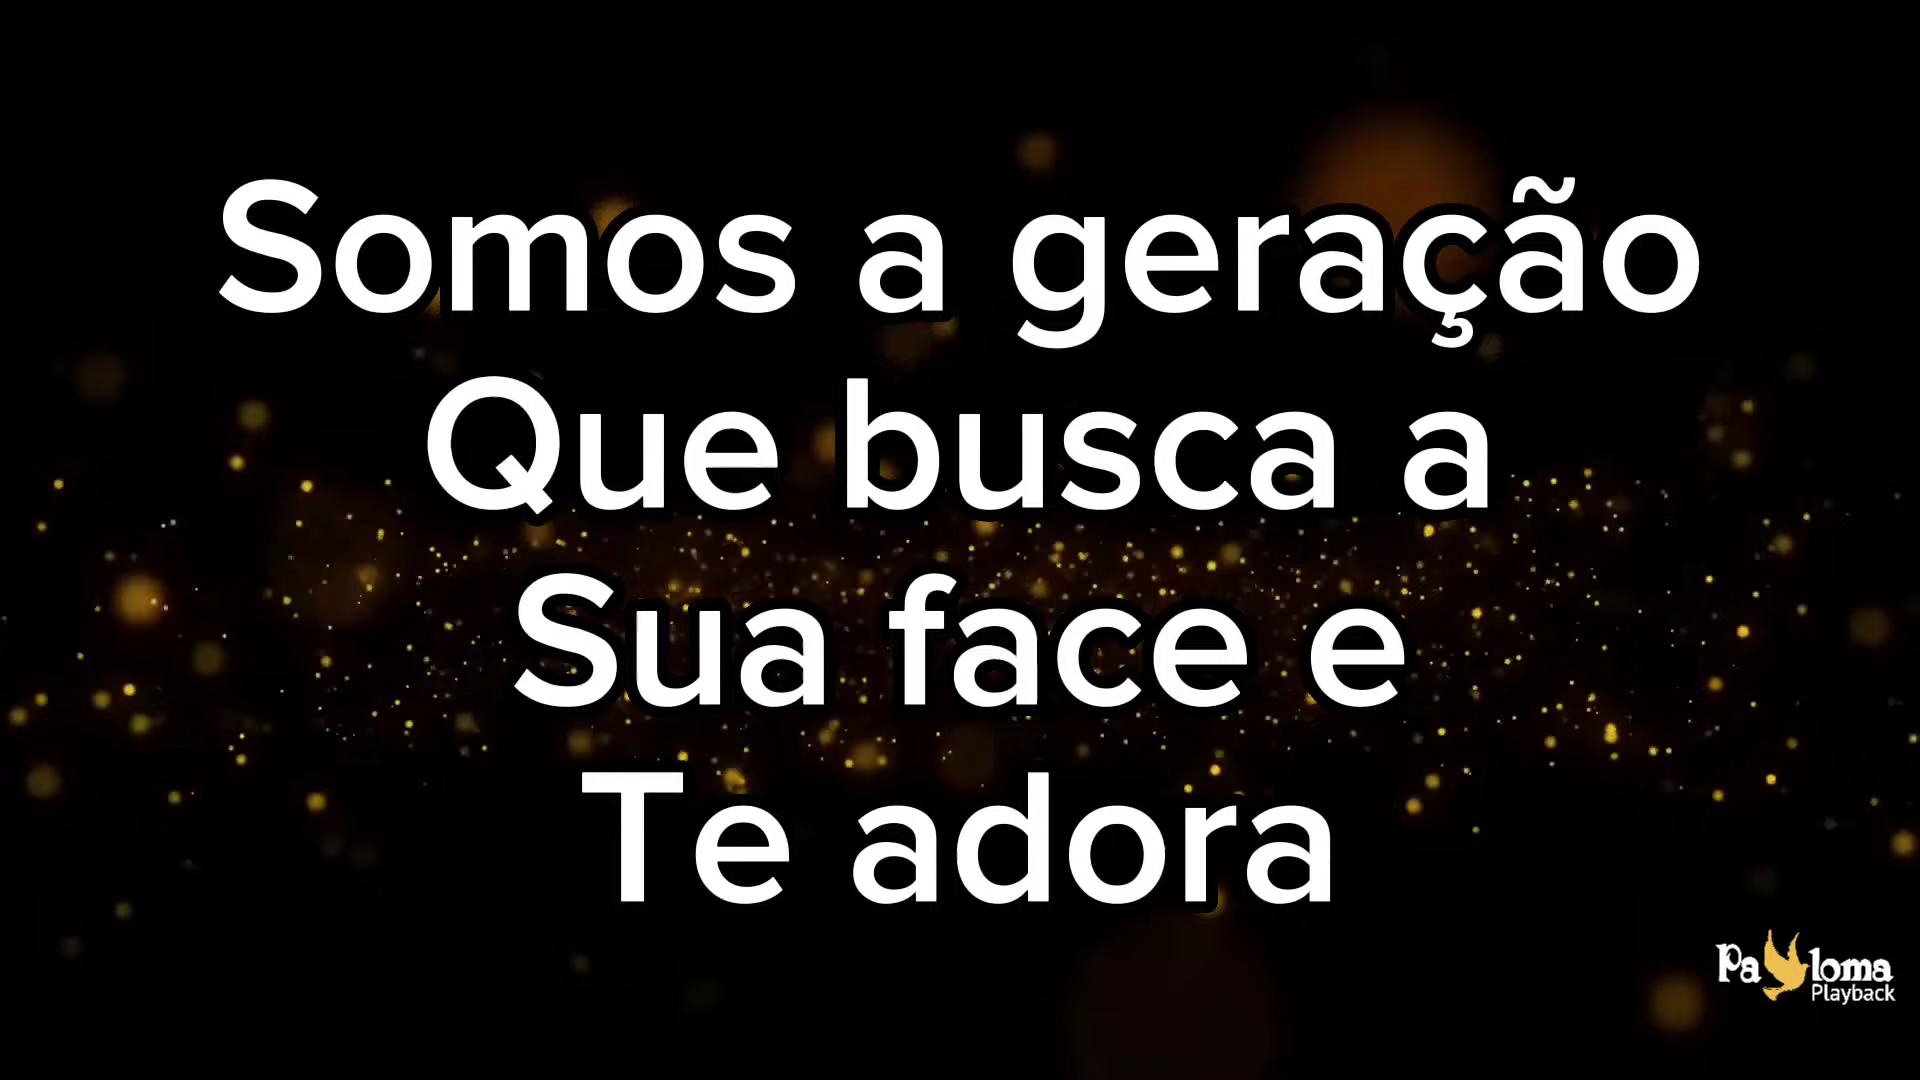 Somos a geração
Que busca a
Sua face e
Te adora
Paloma
Playback